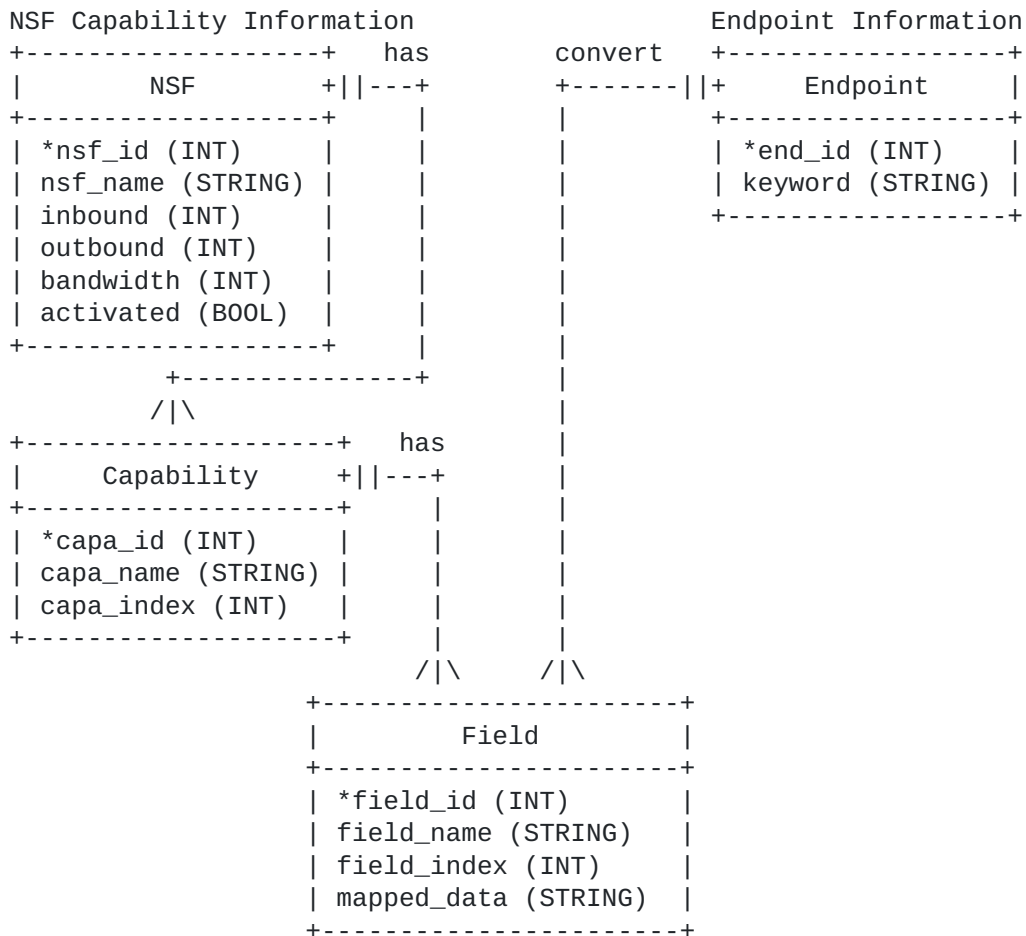 NSF Capability Information                   Endpoint Information
+-------------------+   has        convert    +------------------+
|        NSF        +||---+        +-------||+     Endpoint     |
+-------------------+     |        |         +------------------+
| *nsf_id (INT)     |     |        |         | *end_id (INT)    |
| nsf_name (STRING) |     |        |         | keyword (STRING) |
| inbound (INT)     |     |        |         +------------------+
| outbound (INT)    |     |        |
| bandwidth (INT)   |     |        |
| activated (BOOL)  |     |        |
+-------------------+     |        |
          +---------------+        |
         /|\                       |
+--------------------+   has       |
|     Capability     +||---+       |
+--------------------+     |       |
| *capa_id (INT)     |     |       |
| capa_name (STRING) |     |       |
| capa_index (INT)   |     |       |
+--------------------+     |       |
                          /|\     /|\
                   +-----------------------+
                   |         Field         |
                   +-----------------------+
                   | *field_id (INT)       |
                   | field_name (STRING)   |
                   | field_index (INT)     |
                   | mapped_data (STRING)  |
                   +-----------------------+